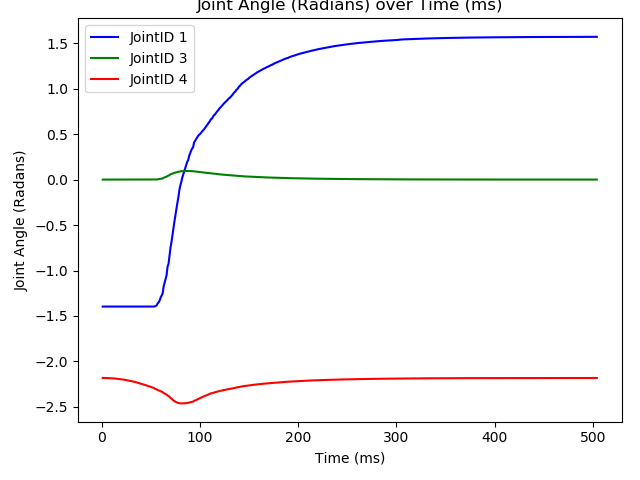 Joint Angle (Radians) over Time (ms)
JointID 1
JointID 3
JointID 4
1.5
1.0
0.5
0.0
−0.5
−1.0
−1.5
−2.0
−2.5
Joint Angle (Radans)
0 100 200 300 400 500
Time (ms)